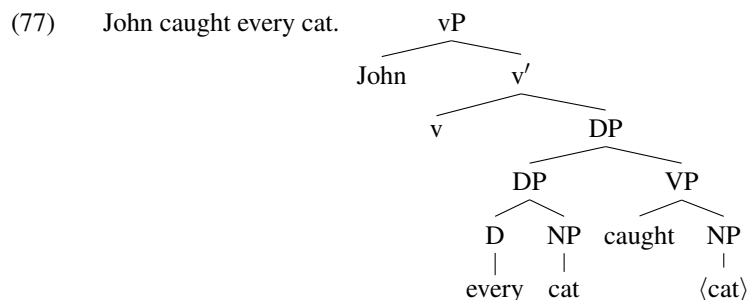 (77) John caught every cat. vP
John v′
v DP
DP VP
D NP caught NP
every cat ⟨cat⟩